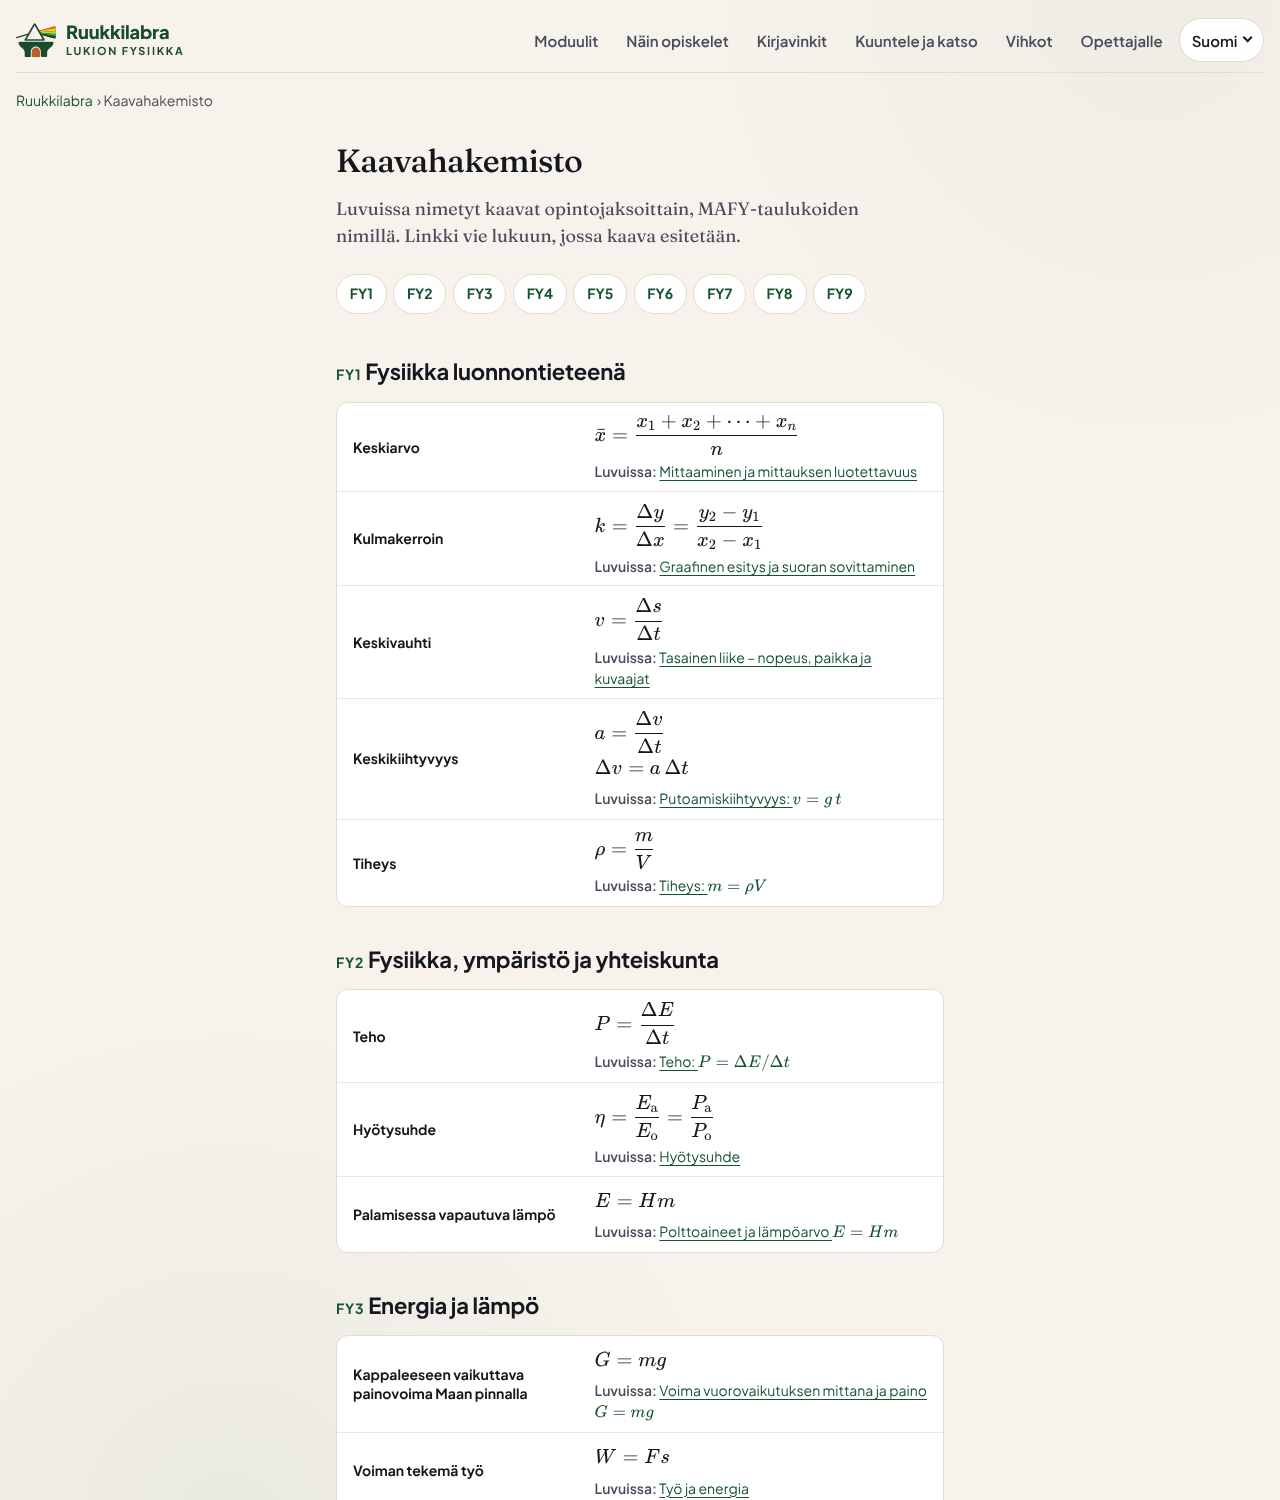 Ruukkilabra
LUKION FYSIIKKA
Moduulit
Näin opiskelet
Kirjavinkit
Kuuntele ja katso
Vihkot
Opettajalle
Suomi
Ruukkilabra › Kaavahakemisto
Kaavahakemisto
Luvuissa nimetyt kaavat opintojaksoittain, MAFY-taulukoiden
nimillä. Linkki vie lukuun, jossa kaava esitetään.
FY1 FY2 FY3 FY4 FY5 FY6 FY7 FY8 FY9
FY1 Fysiikka luonnontieteenä
Keskiarvo
x̄ = (x₁ + x₂ + ⋯ + xₙ)/n
Luvuissa: Mittaaminen ja mittauksen luotettavuus
Kulmakerroin
k = Δy/Δx = (y₂ − y₁)/(x₂ − x₁)
Luvuissa: Graafinen esitys ja suoran sovittaminen
Keskivauhti
v = Δs/Δt
Luvuissa: Tasainen liike – nopeus, paikka ja
kuvaajat
Keskikiihtyvyys
a = Δv/Δt
Δv = a Δt
Luvuissa: Putoamiskiihtyvyys: v = g t
Tiheys
ρ = m/V
Luvuissa: Tiheys: m = ρV
FY2 Fysiikka, ympäristö ja yhteiskunta
Teho
P = ΔE/Δt
Luvuissa: Teho: P = ΔE/Δt
Hyötysuhde
η = Eₐ/Eₒ = Pₐ/Pₒ
Luvuissa: Hyötysuhde
Palamisessa vapautuva lämpö
E = Hm
Luvuissa: Polttoaineet ja lämpöarvo E = Hm
FY3 Energia ja lämpö
Kappaleeseen vaikuttava
painovoima Maan pinnalla
G = mg
Luvuissa: Voima vuorovaikutuksen mittana ja paino
G = mg
Voiman tekemä työ
W = Fs
Luvuissa: Työ ja energia